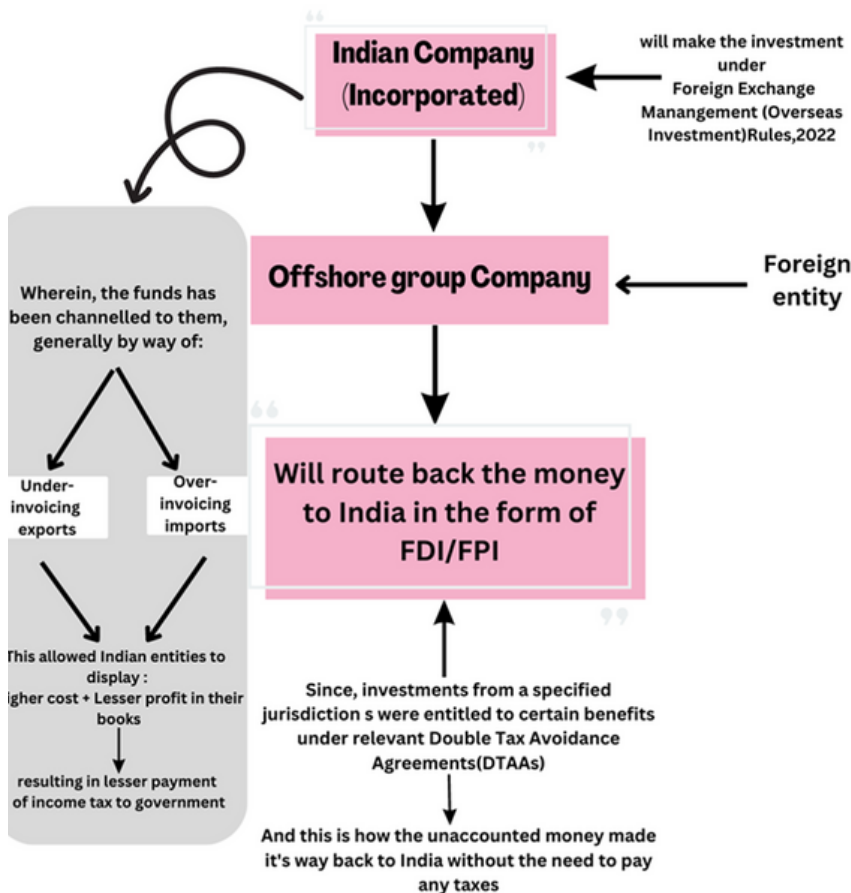 Indian Company
(Incorporated)
will make the investment
under
Foreign Exchange
Manangement (Overseas
Investment)Rules,2022
Offshore group Company
Foreign
entity
Wherein, the funds has
been channelled to them,
generally by way of:
Under-
invoicing
exports
Over-
invoicing
imports
This allowed Indian entities to
display :
igher cost + Lesser profit in their
books
resulting in lesser payment
of income tax to government
Will route back the money
to India in the form of
FDI/FPI
Since, investments from a specified
jurisdiction s were entitled to certain benefits
under relevant Double Tax Avoidance
Agreements(DTAAs)
And this is how the unaccounted money made
it's way back to India without the need to pay
any taxes